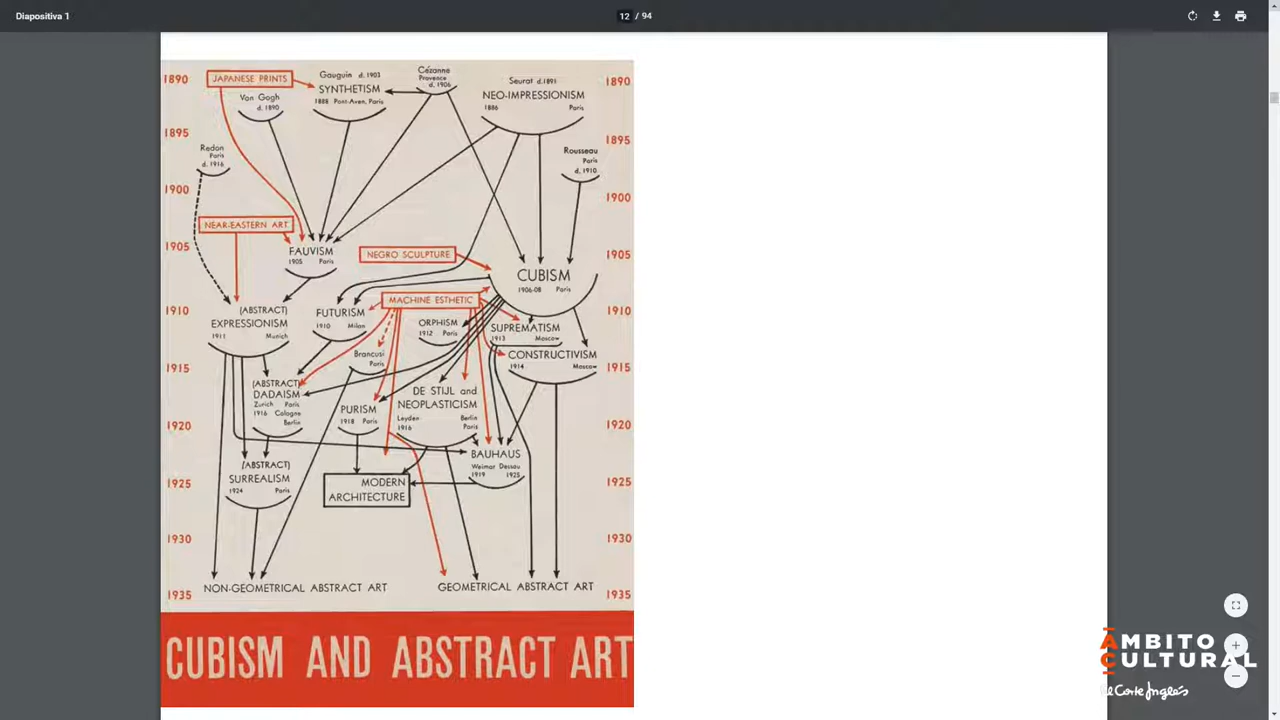 Diapositiva 1
12 / 94
1890
JAPANESE PRINTS
Gauguin d. 1903
SYNTHETISM
1888 Pont-Aven, Paris
Cézanne
Provence
d. 1906
Seurat d.1891
NEO-IMPRESSIONISM
1886 Paris
1890
Van Gogh
d. 1890
1895
1895
Redon
Paris
d. 1916
Rousseau
Paris
d. 1910
1900
1900
NEAR-EASTERN ART
1905
FAUVISM
1905 Paris
NEGRO SCULPTURE
1905
CUBISM
1906-08 Paris
MACHINE ESTHETIC
1910
(ABSTRACT)
EXPRESSIONISM
1911 Munich
FUTURISM
1910 Milan
ORPHISM
1912 Paris
SUPREMATISM
1913 Moscow
1910
Brancusi
Paris
CONSTRUCTIVISM
1914 Moscow
1915
1915
(ABSTRACT)
DADAISM
Zurich Paris
1916 Cologne
Berlin
PURISM
1918 Paris
DE STIJL and
NEOPLASTICISM
Leyden Berlin
1916 Paris
1920
1920
BAUHAUS
Weimar Dessau
1919 1925
(ABSTRACT)
SURREALISM
1924 Paris
MODERN
ARCHITECTURE
1925
1925
1930
1930
NON-GEOMETRICAL ABSTRACT ART
GEOMETRICAL ABSTRACT ART
1935
1935
CUBISM AND ABSTRACT ART
ÁMBITO
CULTURAL
El Corte Inglés